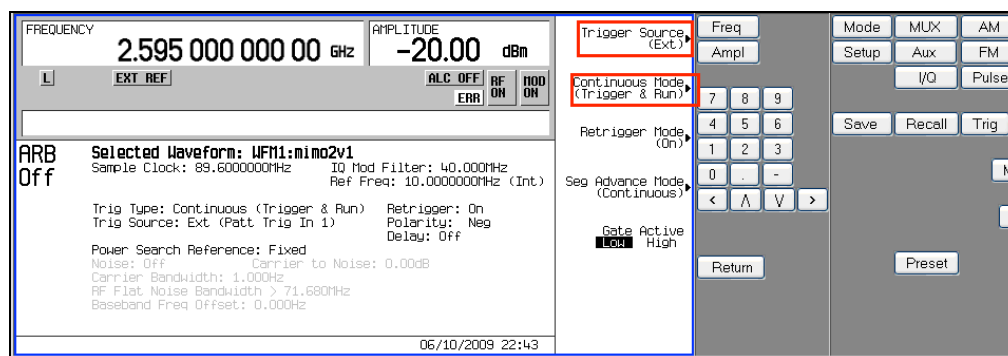 FREQUENCY
2.595 000 000 00 GHz
AMPLITUDE
-20.00 dBm
L
EXT REF
ALC OFF
ERR
RF ON
MOD ON
ARB Off
Selected Waveform: WFM1:mimo2v1
Sample Clock: 89.6000000MHz
IQ Mod Filter: 40.000MHz
Ref Freq: 10.0000000MHz (Int)
Trig Type: Continuous (Trigger & Run)
Retrigger: On
Trig Source: Ext (Patt Trig In 1)
Polarity: Neg
Delay: Off
Power Search Reference: Fixed
Noise: Off
Carrier to Noise: 0.00dB
Carrier Bandwidth: 1.000Hz
RF Flat Noise Bandwidth > 71.680MHz
Baseband Freq Offset: 0.000Hz
06/10/2009 22:43
Trigger Source
(Ext)
Continuous Mode
(Trigger & Run)
Retrigger Mode
(On)
Seg Advance Mode
(Continuous)
Gate Active
Low High
Freq
Ampl
7 8 9
4 5 6
1 2 3
0 . -
< Λ V >
Return
Mode MUX AM
Setup Aux FM
I/Q Pulse
Save Recall Trig
Preset